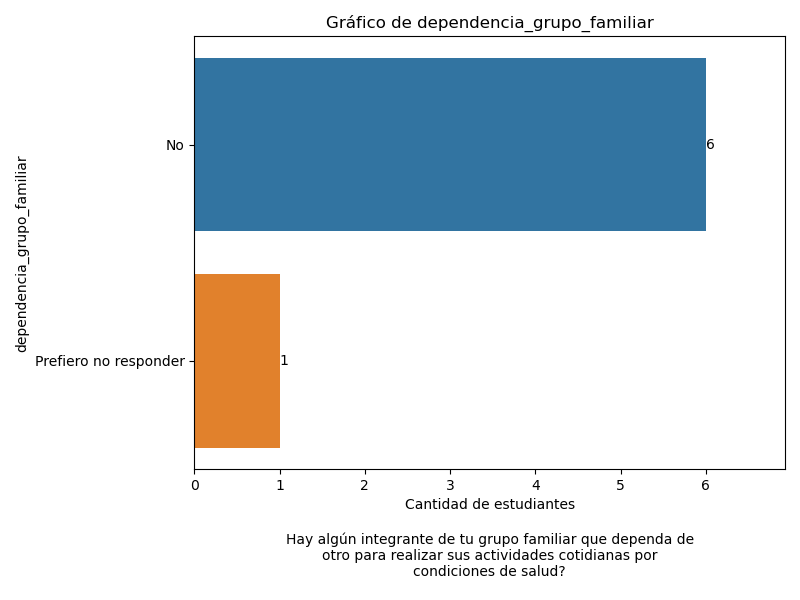 Gráfico de dependencia_grupo_familiar
dependencia_grupo_familiar
No
6
Prefiero no responder
1
0 1 2 3 4 5 6
Cantidad de estudiantes
Hay algún integrante de tu grupo familiar que dependa de
otro para realizar sus actividades cotidianas por
condiciones de salud?